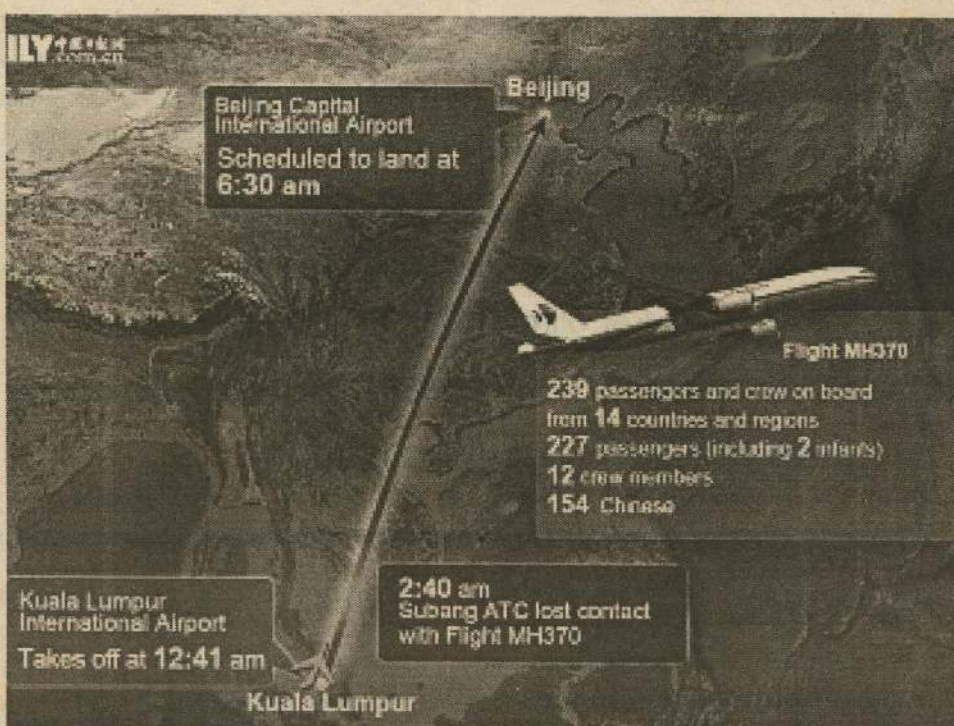 ILY
.com.cn
Beijing
Beijing Capital
International Airport
Scheduled to land at
6:30 am
Flight MH370
239 passengers and crew on board
from 14 countries and regions
227 passengers (including 2 infants)
12 crew members
154 Chinese
2:40 am
Subang ATC lost contact
with Flight MH370
Kuala Lumpur
International Airport
Takes off at 12:41 am
Kuala Lumpur